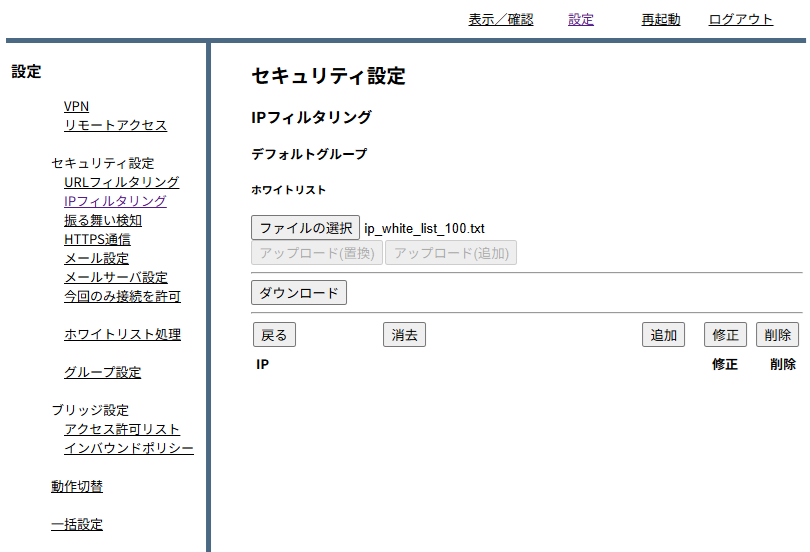 表示／確認 設定 再起動 ログアウト
設定
VPN
リモートアクセス
セキュリティ設定
URLフィルタリング
IPフィルタリング
振る舞い検知
HTTPS通信
メール設定
メールサーバ設定
今回のみ接続を許可
ホワイトリスト処理
グループ設定
ブリッジ設定
アクセス許可リスト
インバウンドポリシー
動作切替
一括設定
セキュリティ設定
IPフィルタリング
デフォルトグループ
ホワイトリスト
ファイルの選択 ip_white_list_100.txt
アップロード(置換) アップロード(追加)
ダウンロード
戻る 消去 追加 修正 削除
IP 修正 削除